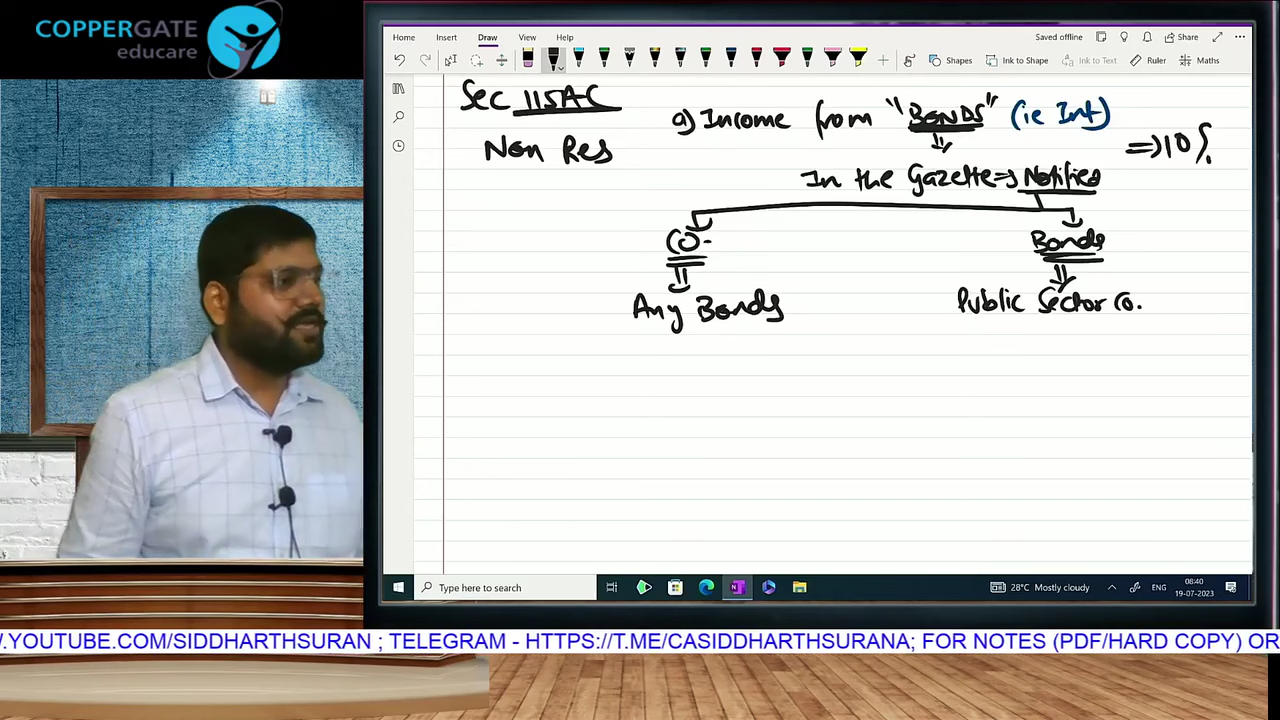 COPPERGATE
educare
Home Insert Draw View Help
Saved offline
Share
Shapes Ink to Shape Ink to Text Ruler Maths
Sec 115AC
Non Res
a) Income from "BONDS" (ie Int)
=> 10%
In the Gazette => Notified
Co.
Bonds
Any Bonds
Public Sector Co.
Type here to search
28°C Mostly cloudy
ENG
08:40
19-07-2023
W.YOUTUBE.COM/SIDDHARTHSURAN ; TELEGRAM - HTTPS://T.ME/CASIDDHARTHSURANA; FOR NOTES (PDF/HARD COPY) OR